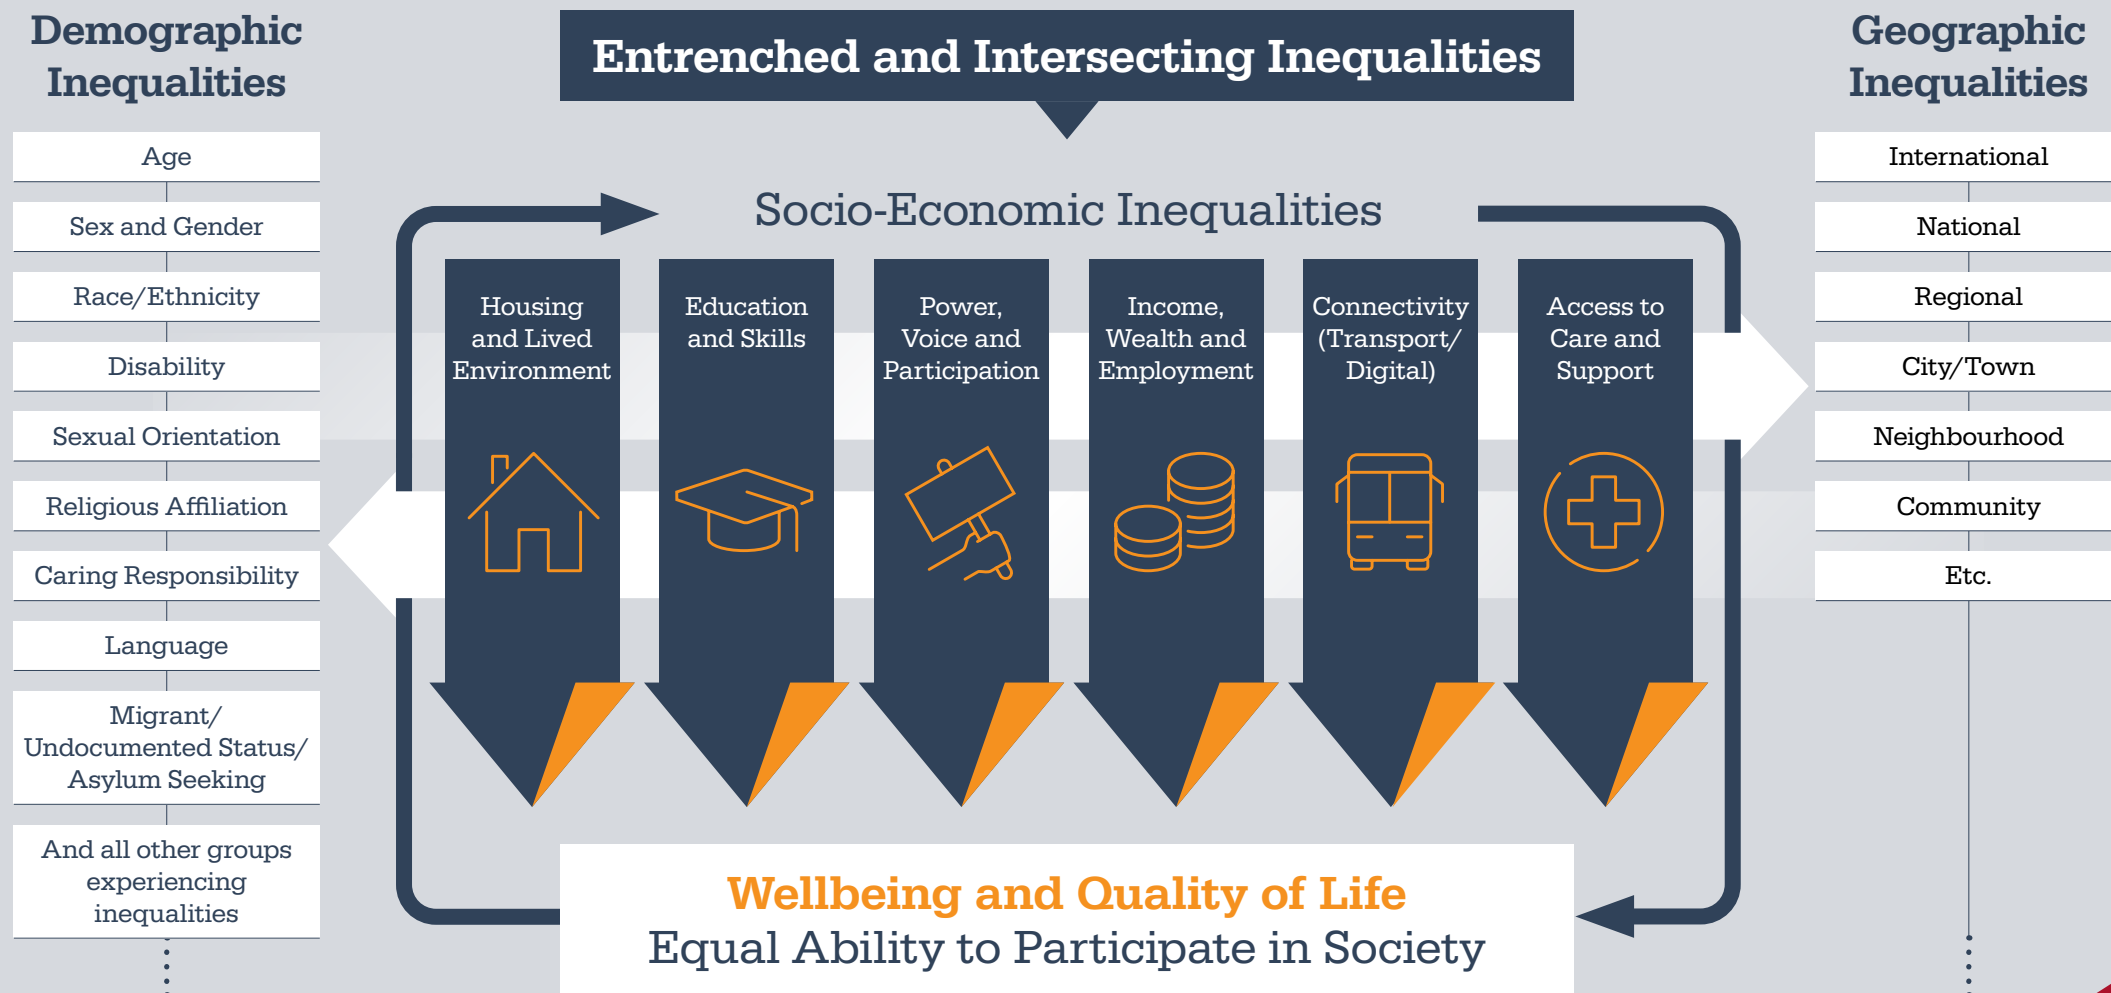 Demographic
Inequalities
Age
Sex and Gender
Race/Ethnicity
Disability
Sexual Orientation
Religious Affiliation
Caring Responsibility
Language
Migrant/
Undocumented Status/
Asylum Seeking
And all other groups
experiencing
inequalities
Entrenched and Intersecting Inequalities
Socio-Economic Inequalities
Housing
and Lived
Environment
Education
and Skills
Power,
Voice and
Participation
Income,
Wealth and
Employment
Connectivity
(Transport/
Digital)
Access to
Care and
Support
Wellbeing and Quality of Life
Equal Ability to Participate in Society
Geographic
Inequalities
International
National
Regional
City/Town
Neighbourhood
Community
Etc.